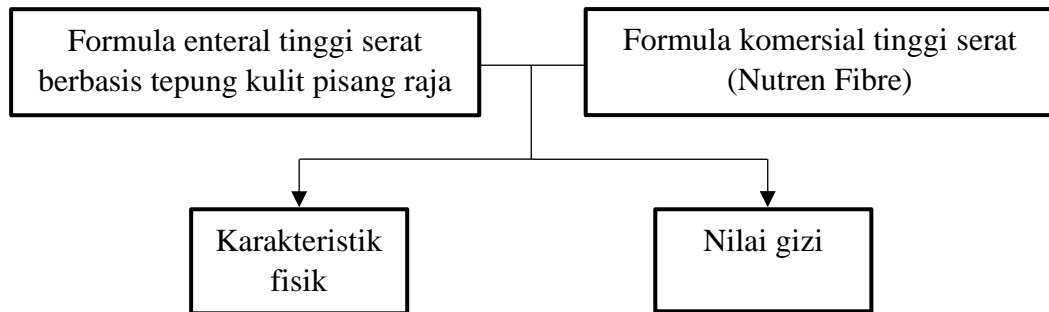 Formula enteral tinggi serat
berbasis tepung kulit pisang raja
Formula komersial tinggi serat
(Nutren Fibre)
Karakteristik
fisik
Nilai gizi